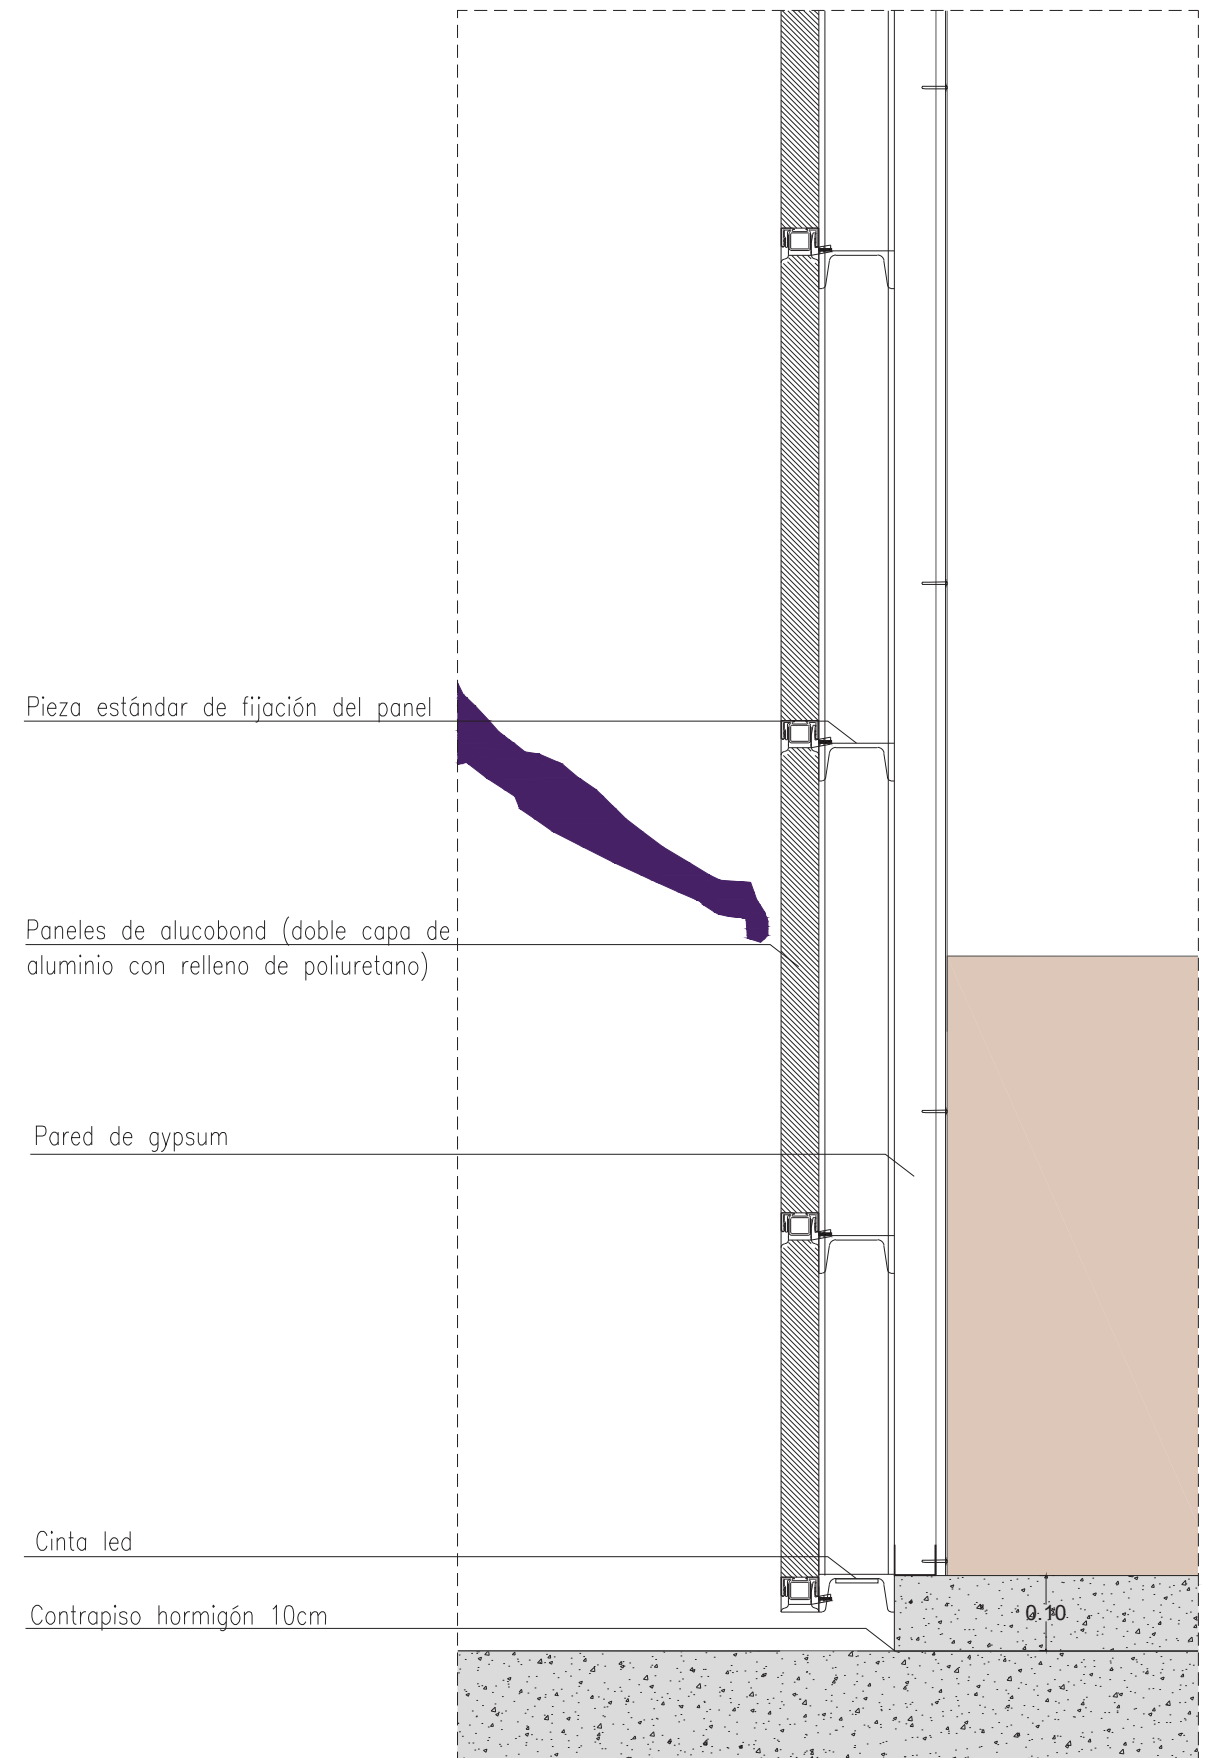 Pieza estándar de fijación del panel
Paneles de alucobond (doble capa de
aluminio con relleno de poliuretano)
Pared de gypsum
Cinta led
Contrapiso hormigón 10cm
0.10